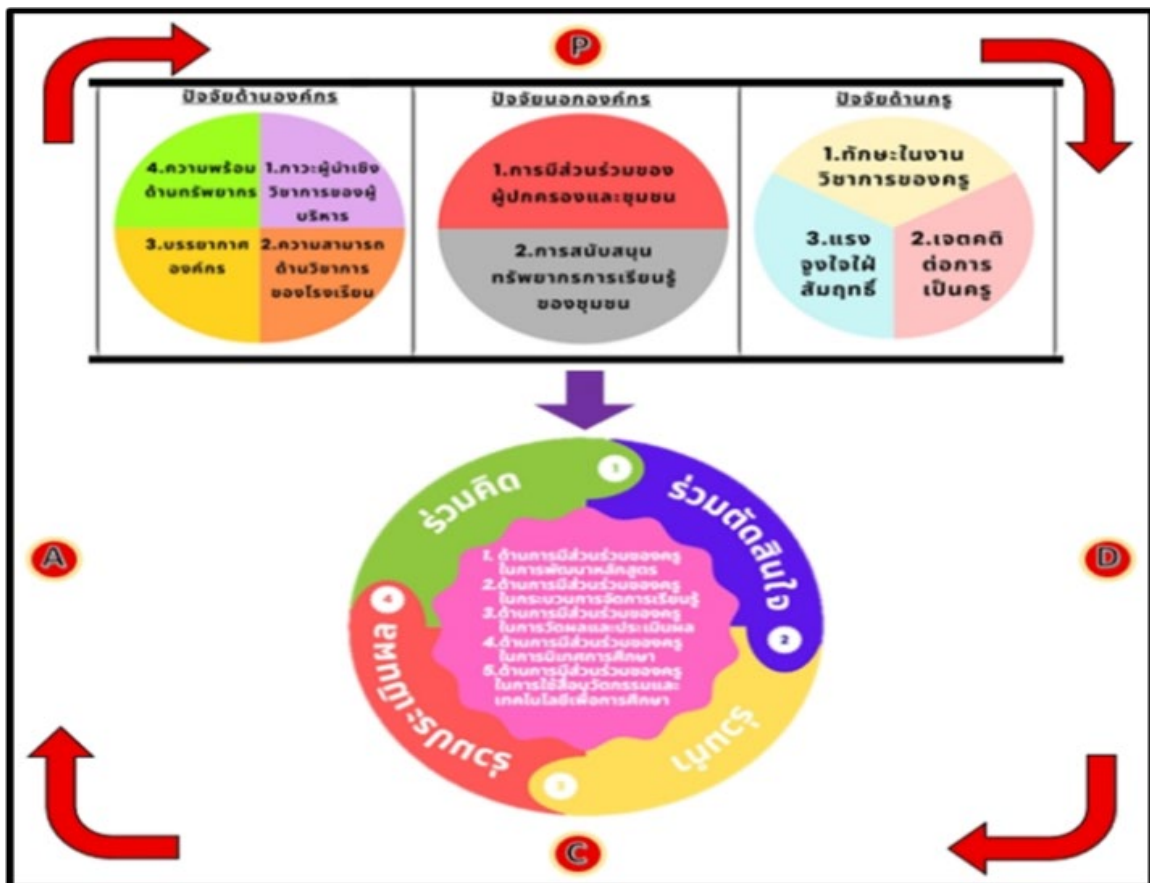 P
ปัจจัยด้านองค์กร
4.ความพร้อม
ด้านทรัพยากร
1.ภาวะผู้นำเชิง
วิชาการของผู้
บริหาร
3.บรรยากาศ
องค์กร
2.ความสามารถ
ด้านวิชาการ
ของโรงเรียน
ปัจจัยนอกองค์กร
1.การมีส่วนร่วมของ
ผู้ปกครองและชุมชน
2.การสนับสนุน
ทรัพยากรการเรียนรู้
ของชุมชน
ปัจจัยด้านครู
1.ทักษะในงาน
วิชาการของครู
3.แรง
จูงใจใฝ่
สัมฤทธิ์
2.เจตคติ
ต่อการ
เป็นครู
ร่วมคิด
1
ร่วมตัดสินใจ
2
ร่วมทำ
3
ร่วมประเมินผล
4
1. ด้านการมีส่วนร่วมของครู
ในการพัฒนาหลักสูตร
2.ด้านการมีส่วนร่วมของครู
ในกระบวนการจัดการเรียนรู้
3.ด้านการมีส่วนร่วมของครู
ในการวัดผลและประเมินผล
4.ด้านการมีส่วนร่วมของครู
ในการนิเทศการศึกษา
5.ด้านการมีส่วนร่วมของครู
ในการใช้สื่อนวัตกรรมและ
เทคโนโลยีเพื่อการศึกษา
A
D
C